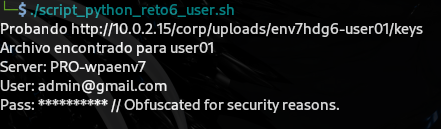 └─$ ./script_python_reto6_user.sh
Probando http://10.0.2.15/corp/uploads/env7hdg6-user01/keys
Archivo encontrado para user01
Server: PRO-wpaenv7
User: admin@gmail.com
Pass: ********** // Obfuscated for security reasons.